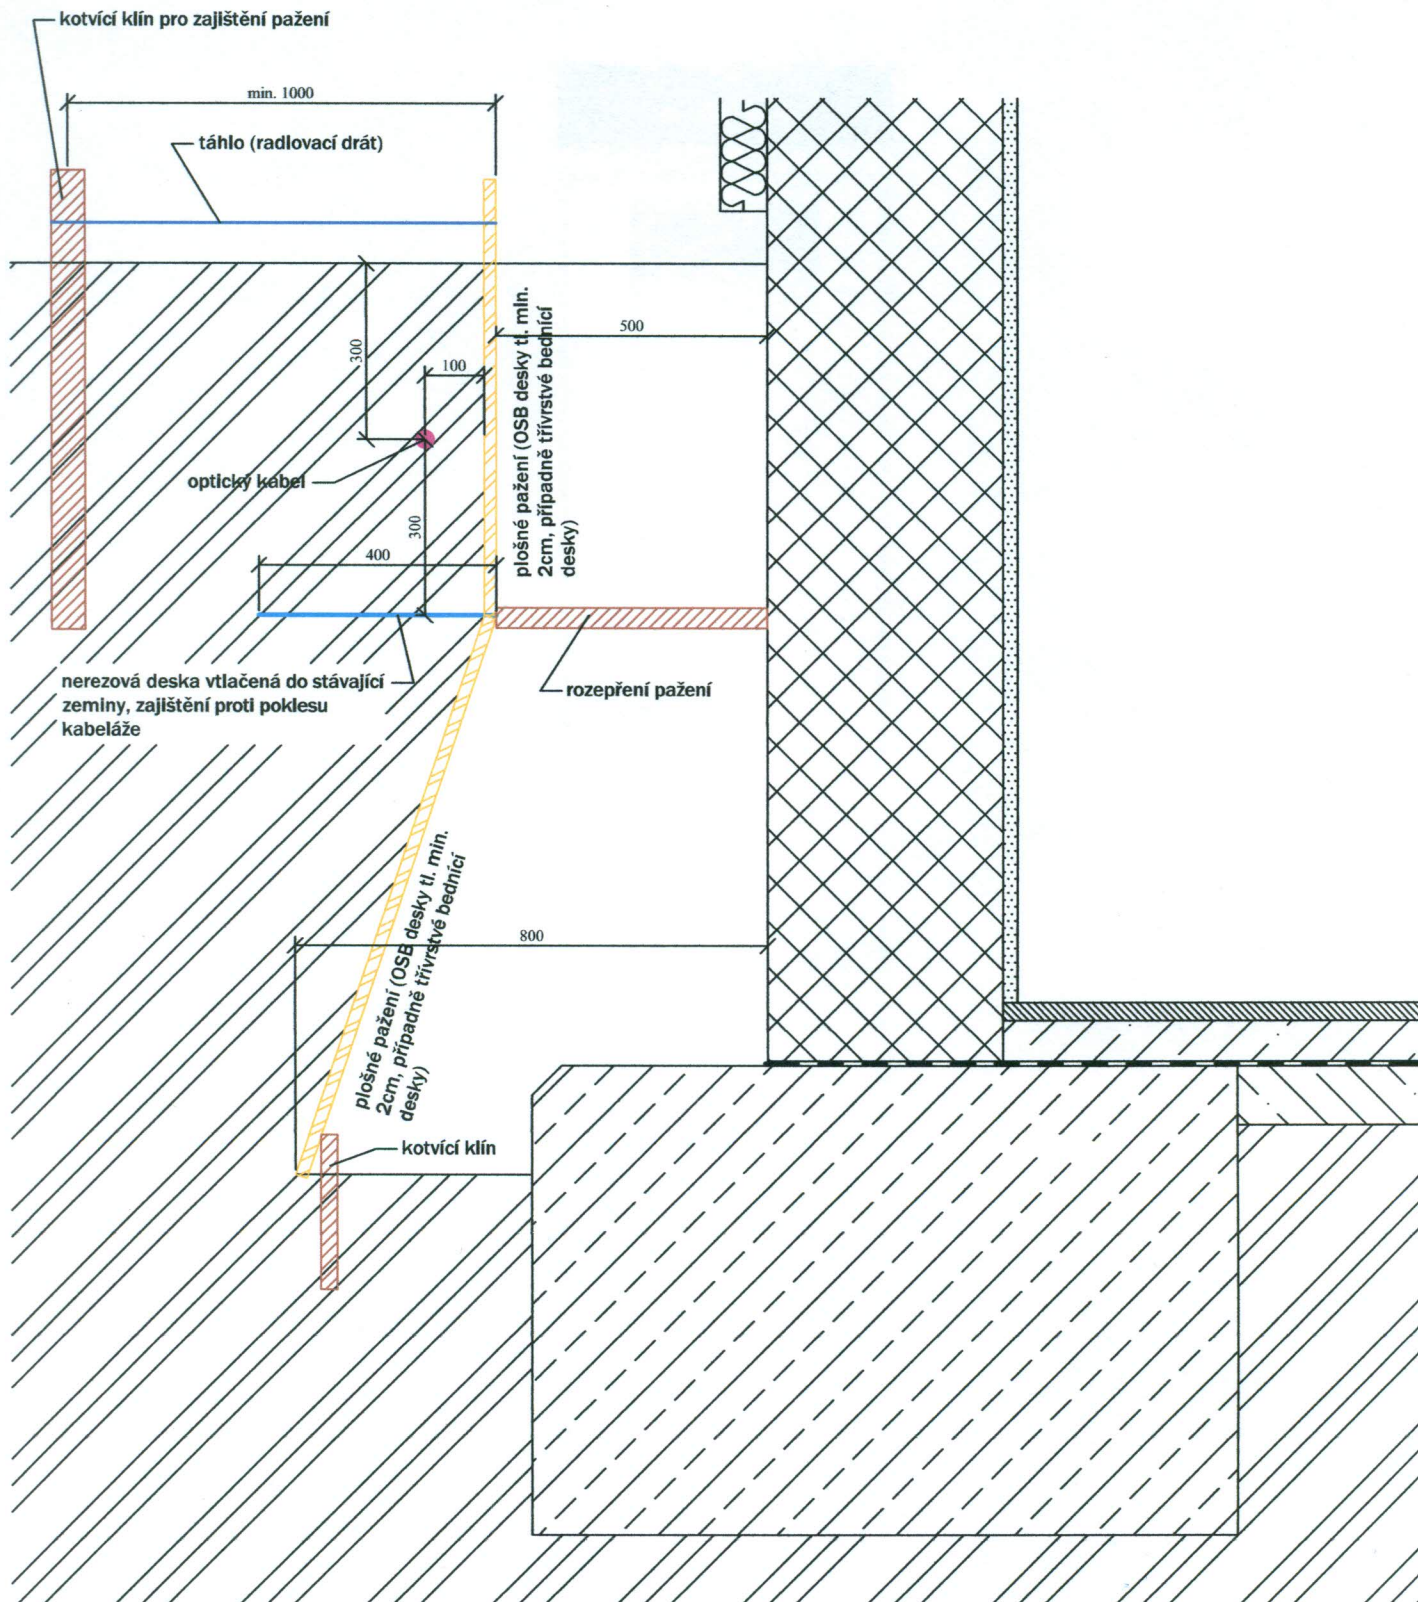 kotvící klín pro zajištění pažení
min. 1000
táhlo (radlovací drát)
300
100
500
plošné pažení (OSB desky tl. min.
2cm, případně třívrstvé bednící
desky)
optický kabel
300
400
nerezová deska vtlačená do stávající
zeminy, zajištění proti poklesu
kabeláže
rozepření pažení
plošné pažení (OSB desky tl. min.
2cm, případně třívrstvé bednící
desky)
800
kotvící klín